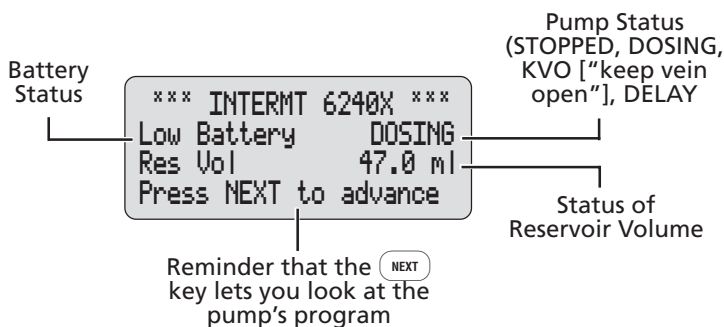 Pump Status
(STOPPED, DOSING,
KVO ["keep vein
open"], DELAY
Battery
Status
*** INTERMT 6240X ***
Low Battery DOSING
Res Vol 47.0 ml
Press NEXT to advance
Status of
Reservoir Volume
Reminder that the NEXT
key lets you look at the
pump's program